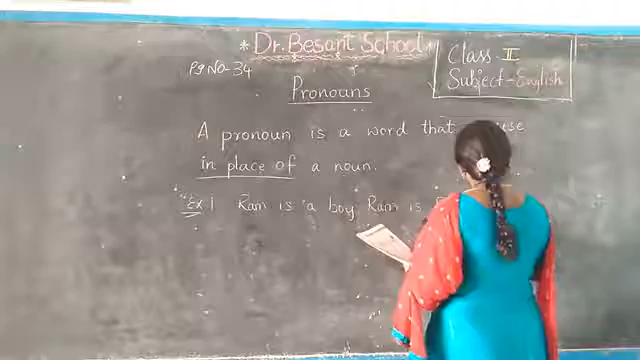 * Dr. Besant School *
Class - II
Subject - English
Pg No- 34
Pronouns
A pronoun is a word that use
in place of a noun.
Ex 1 Ram is a boy. Ram is